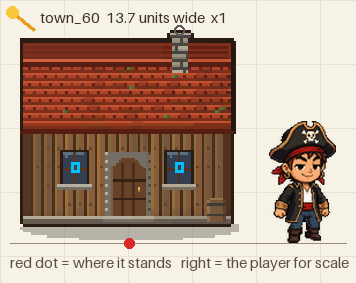 town_60 13.7 units wide x1
red dot = where it stands right = the player for scale